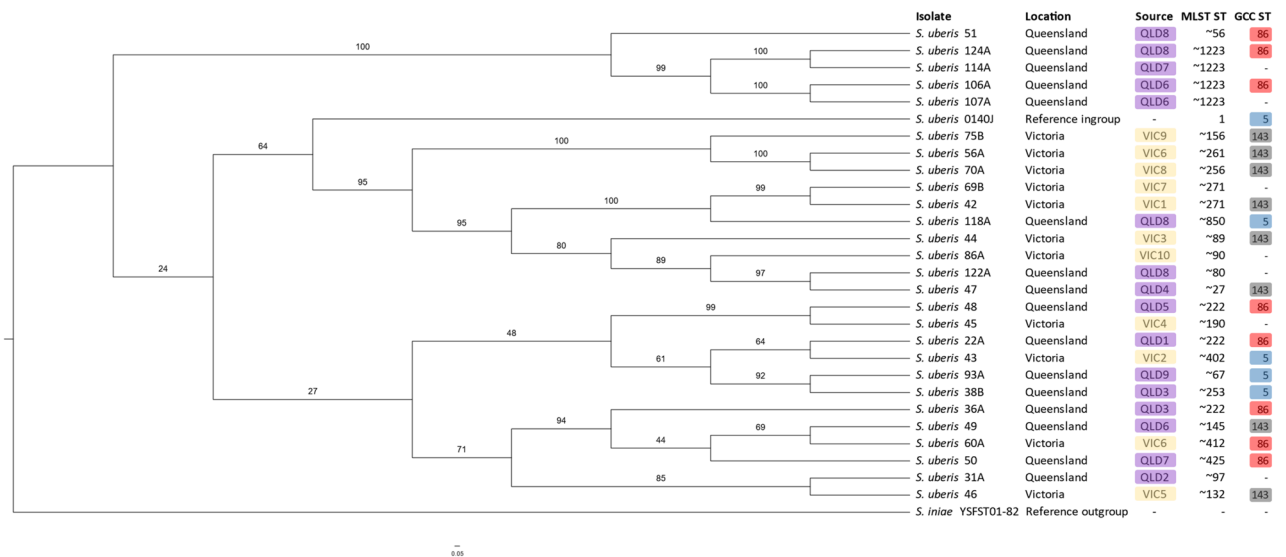 Isolate Location Source MLST ST GCC ST
S. uberis 51 Queensland QLD8 ~56 86
100
S. uberis 124A Queensland QLD8 ~1223 86
100
99
S. uberis 114A Queensland QLD7 ~1223 -
S. uberis 106A Queensland QLD6 ~1223 86
100
S. uberis 107A Queensland QLD6 ~1223 -
S. uberis 0140J Reference ingroup - 1 5
64
S. uberis 75B Victoria VIC9 ~156 143
100
S. uberis 56A Victoria VIC6 ~261 143
100
S. uberis 70A Victoria VIC8 ~256 143
95
S. uberis 69B Victoria VIC7 ~271 -
99
S. uberis 42 Victoria VIC1 ~271 143
100
S. uberis 118A Queensland QLD8 ~850 5
95
S. uberis 44 Victoria VIC3 ~89 143
80
S. uberis 86A Victoria VIC10 ~90 -
89
24
S. uberis 122A Queensland QLD8 ~80 -
97
S. uberis 47 Queensland QLD4 ~27 143
S. uberis 48 Queensland QLD5 ~222 86
99
S. uberis 45 Victoria VIC4 ~190 -
48
S. uberis 22A Queensland QLD1 ~222 86
64
S. uberis 43 Victoria VIC2 ~402 5
61
S. uberis 93A Queensland QLD9 ~67 5
92
S. uberis 38B Queensland QLD3 ~253 5
27
S. uberis 36A Queensland QLD3 ~222 86
94
S. uberis 49 Queensland QLD6 ~145 143
69
S. uberis 60A Victoria VIC6 ~412 86
44
71
S. uberis 50 Queensland QLD7 ~425 86
S. uberis 31A Queensland QLD2 ~97 -
85
S. uberis 46 Victoria VIC5 ~132 143
S. iniae YSFST01-82 Reference outgroup - - -
0.05